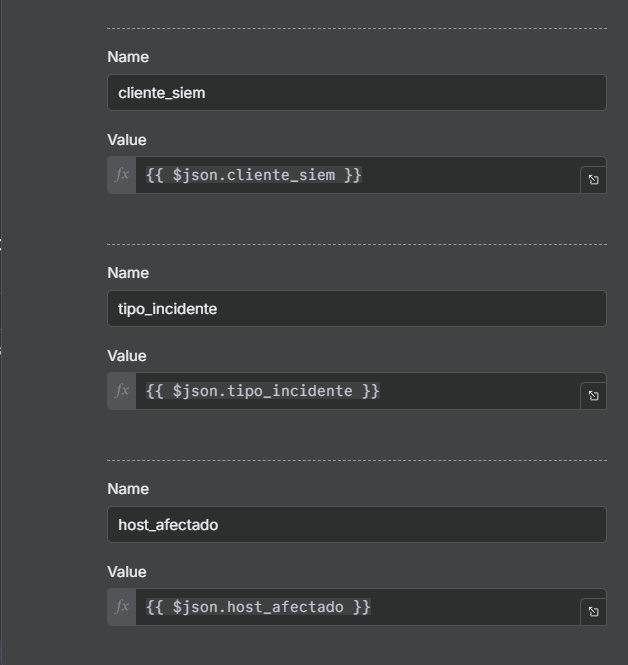 Name
cliente_siem
Value
fx {{ $json.cliente_siem }}
Name
tipo_incidente
Value
fx {{ $json.tipo_incidente }}
Name
host_afectado
Value
fx {{ $json.host_afectado }}